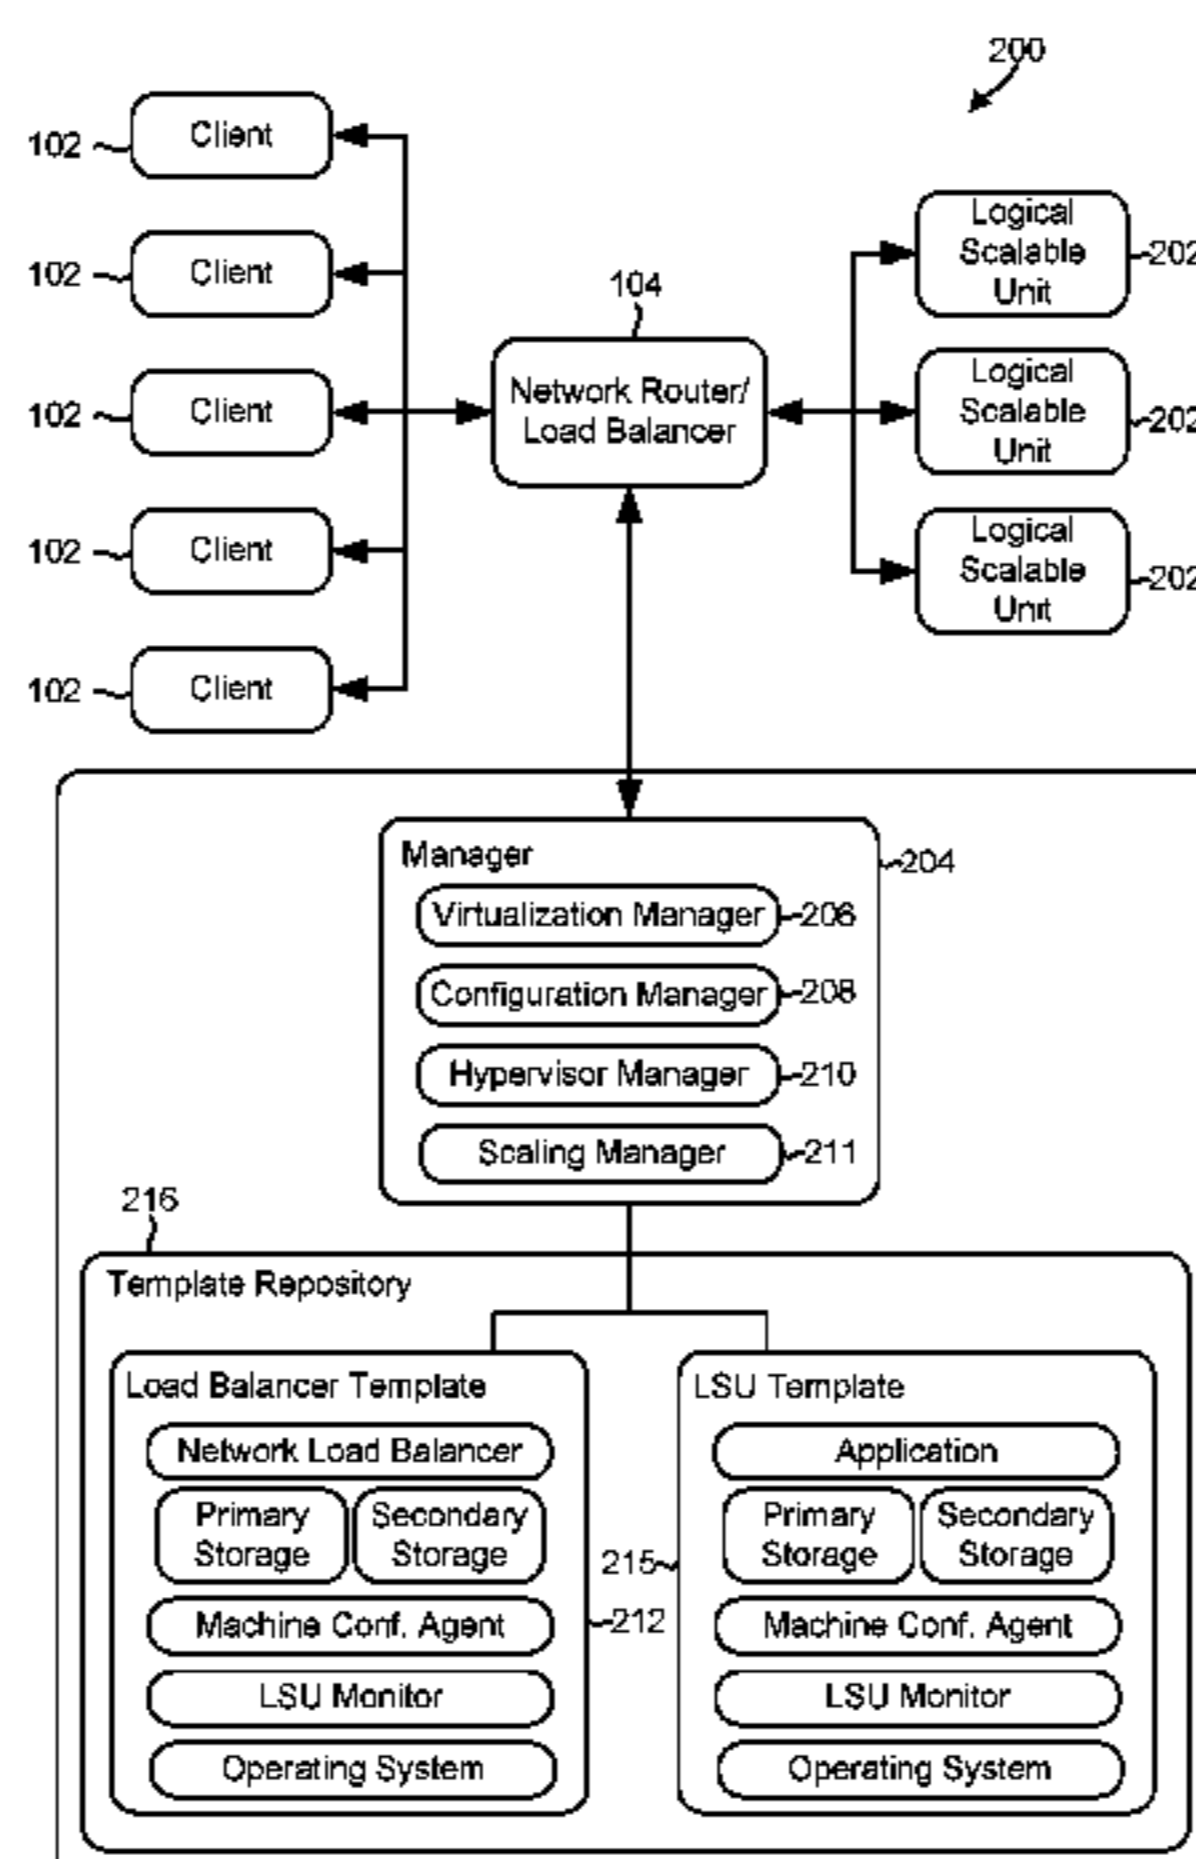 200
102
Client
102
Client
102
Client
102
Client
102
Client
104
Network Router/
Load Balancer
Logical
Scalable
Unit
202
Logical
Scalable
Unit
202
Logical
Scalable
Unit
202
Manager
204
Virtualization Manager
206
Configuration Manager
208
Hypervisor Manager
210
Scaling Manager
211
216
Template Repository
Load Balancer Template
Network Load Balancer
Primary
Storage
Secondary
Storage
Machine Conf. Agent
212
LSU Monitor
Operating System
LSU Template
Application
Primary
Storage
Secondary
Storage
215
Machine Conf. Agent
LSU Monitor
Operating System